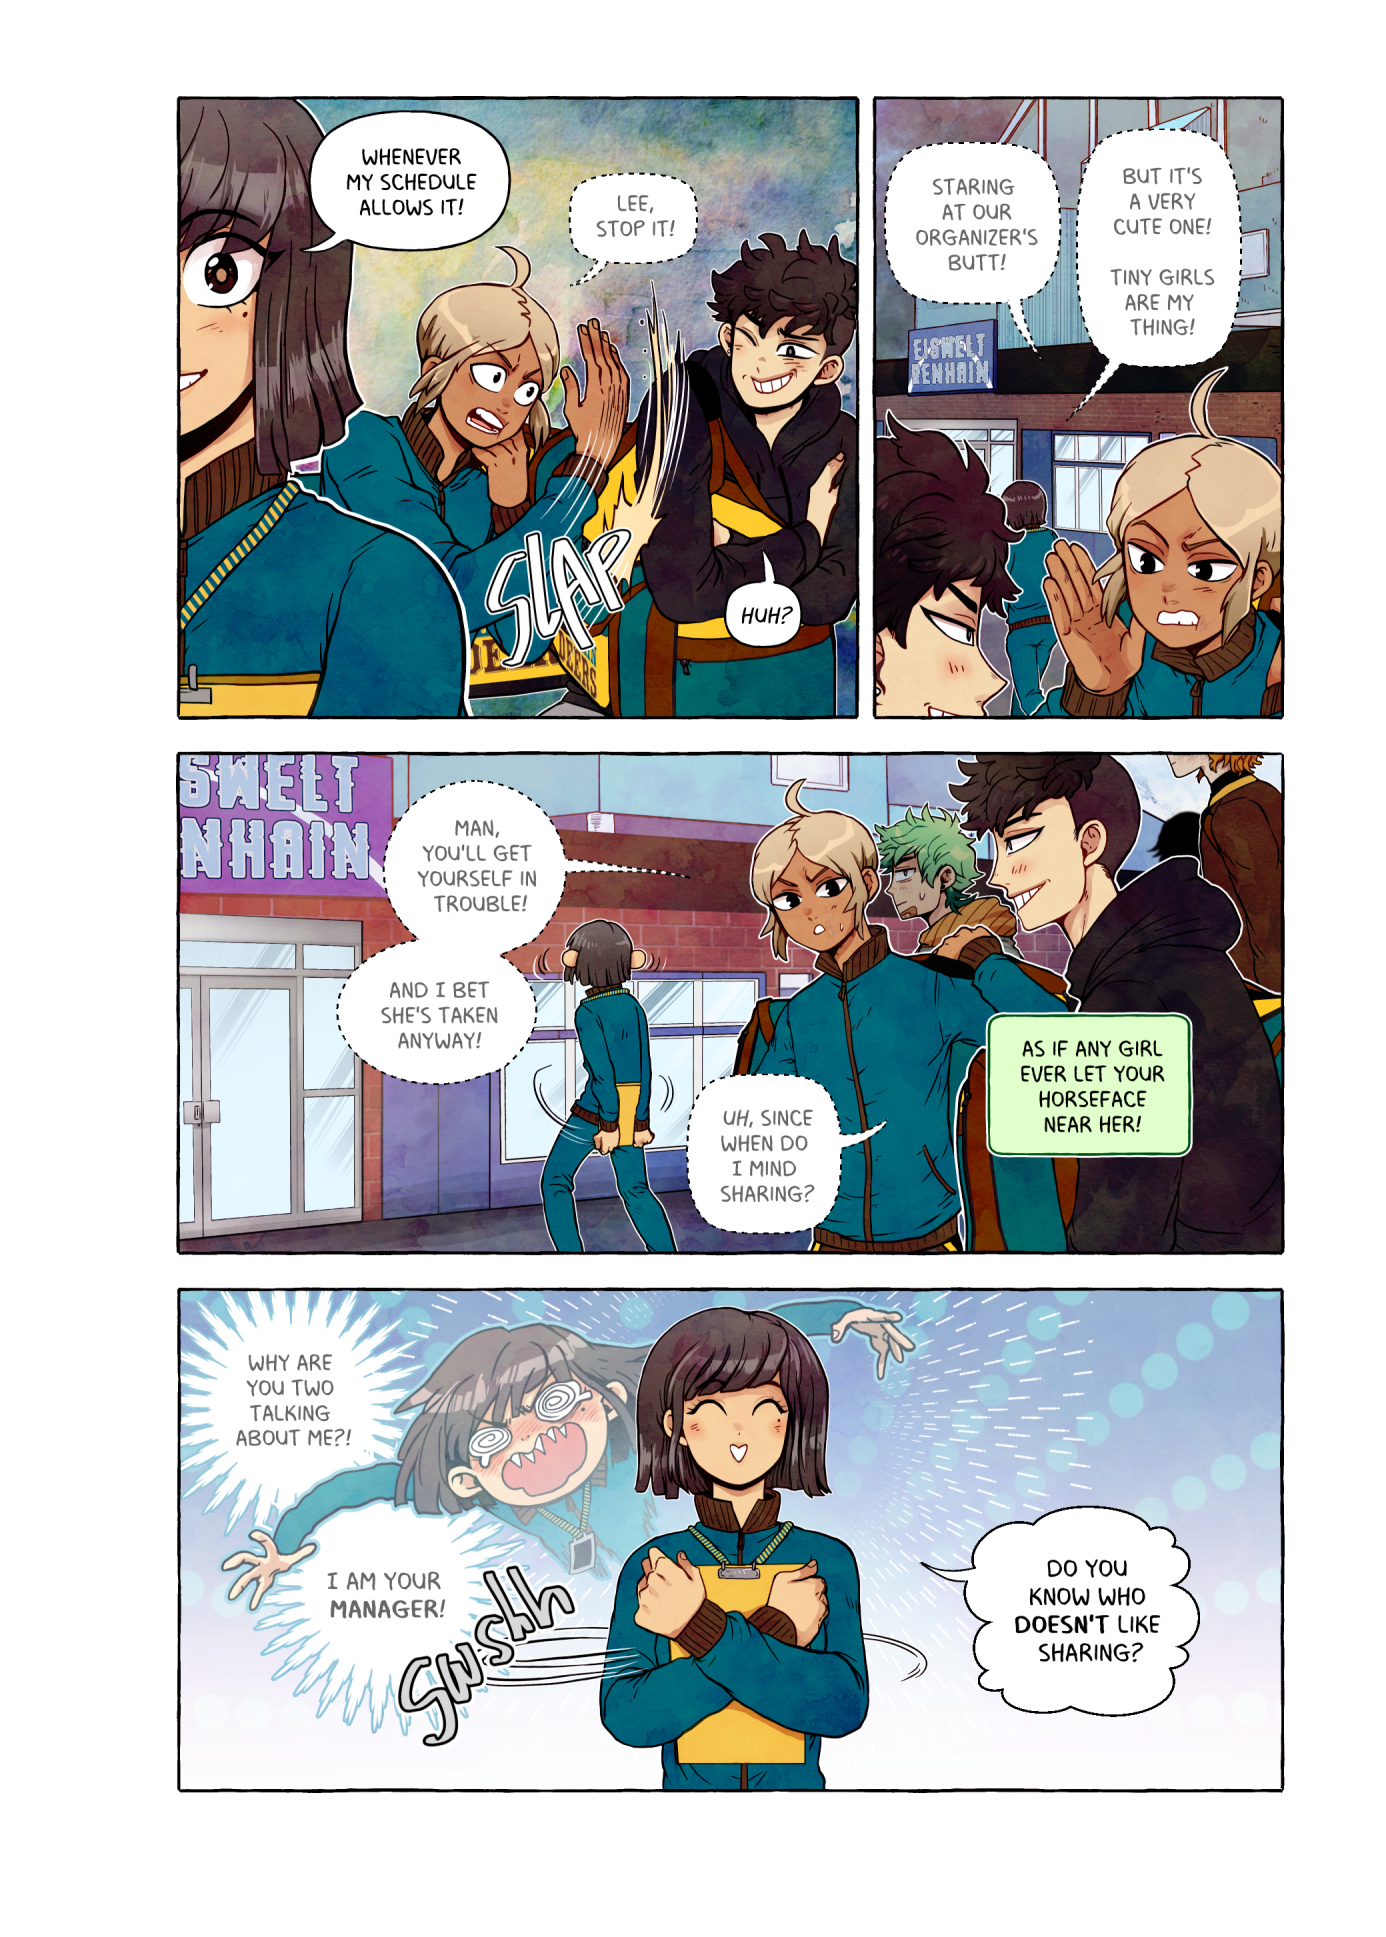 WHENEVER
MY SCHEDULE
ALLOWS IT!
LEE,
STOP IT!
SLAP
HUH?
STARING
AT OUR
ORGANIZER'S
BUTT!
BUT IT'S
A VERY
CUTE ONE!
TINY GIRLS
ARE MY
THING!
EISWELT
RENHAIN
SWELT
NHAIN
MAN,
YOU'LL GET
YOURSELF IN
TROUBLE!
AND I BET
SHE'S TAKEN
ANYWAY!
UH, SINCE
WHEN DO
I MIND
SHARING?
AS IF ANY GIRL
EVER LET YOUR
HORSEFACE
NEAR HER!
WHY ARE
YOU TWO
TALKING
ABOUT ME?!
I AM YOUR
MANAGER!
SWSHH
DO YOU
KNOW WHO
DOESN'T LIKE
SHARING?